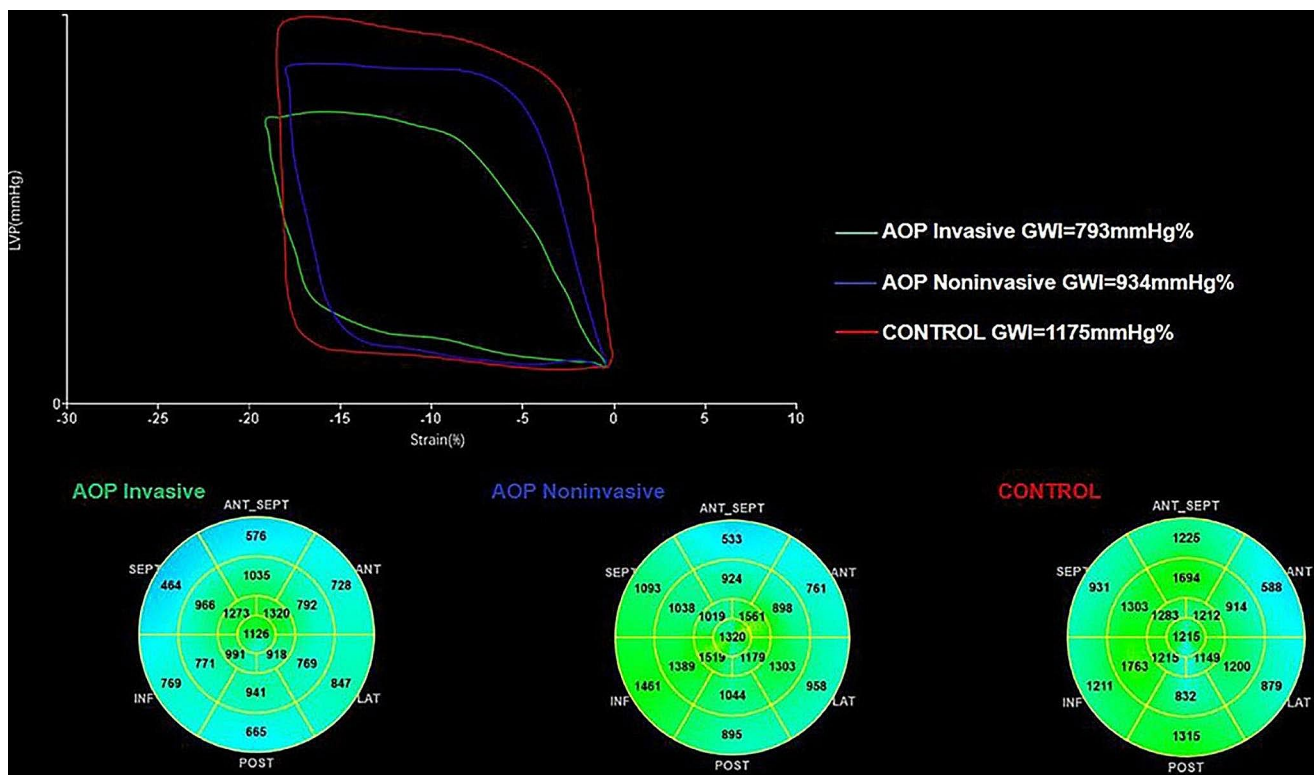 LVP(mmHg)
0
-30 -25 -20 -15 -10 -5 0 5 10
Strain(%)
AOP Invasive GWI=793mmHg%
AOP Noninvasive GWI=934mmHg%
CONTROL GWI=1175mmHg%
AOP Invasive
ANT_SEPT
576
SEPT 464 728 ANT
1035
966 792
1273 1320
1126
991 918
771 769
INF 769 847 LAT
941
665
POST
AOP Noninvasive
ANT_SEPT
533
SEPT 1093 761 ANT
924
1038 898
1019 1561
1320
1519 1179
1389 1303
INF 1461 958 LAT
1044
895
POST
CONTROL
ANT_SEPT
1225
SEPT 931 588 ANT
1694
1303 914
1283 1212
1215
1215 1149
1763 1200
INF 1211 879 LAT
832
1315
POST